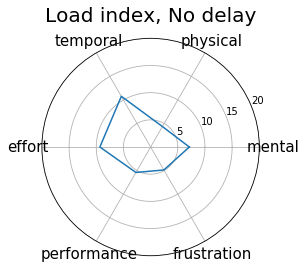 Load index, No delay
temporal physical
20
15
10
5
effort mental
performance frustration